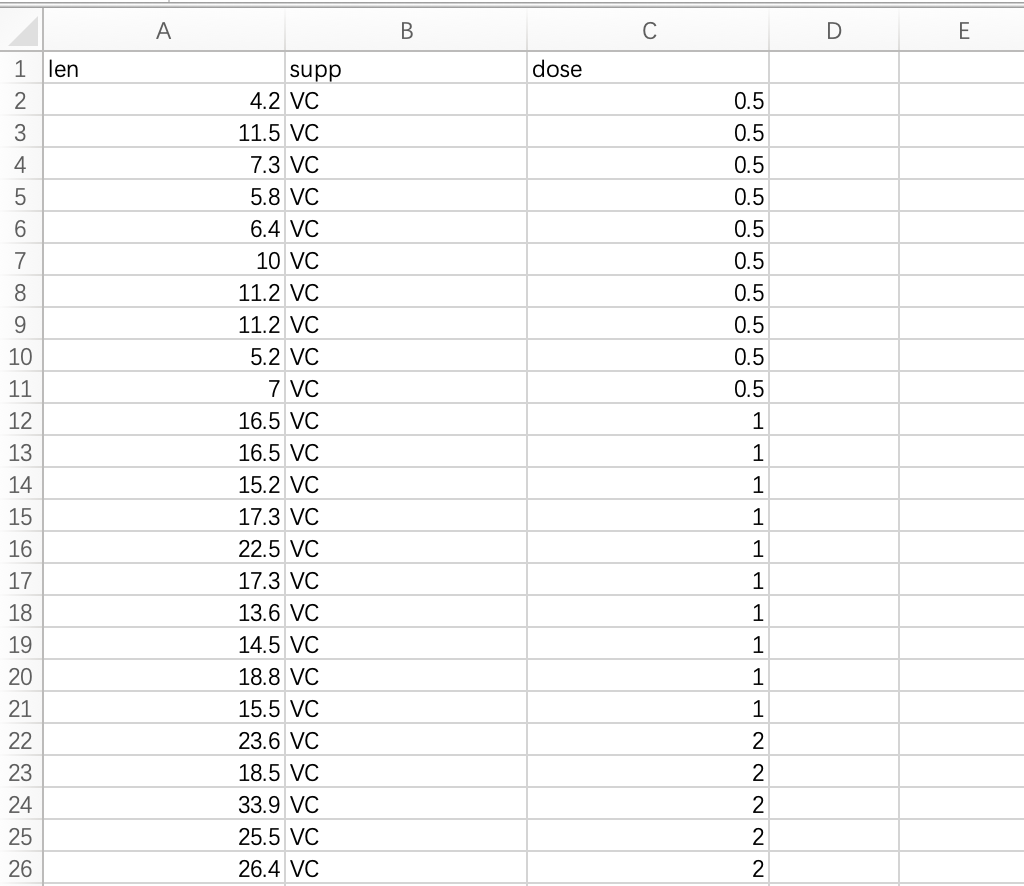 A B C D E
1 len supp dose
2 4.2 VC 0.5
3 11.5 VC 0.5
4 7.3 VC 0.5
5 5.8 VC 0.5
6 6.4 VC 0.5
7 10 VC 0.5
8 11.2 VC 0.5
9 11.2 VC 0.5
10 5.2 VC 0.5
11 7 VC 0.5
12 16.5 VC 1
13 16.5 VC 1
14 15.2 VC 1
15 17.3 VC 1
16 22.5 VC 1
17 17.3 VC 1
18 13.6 VC 1
19 14.5 VC 1
20 18.8 VC 1
21 15.5 VC 1
22 23.6 VC 2
23 18.5 VC 2
24 33.9 VC 2
25 25.5 VC 2
26 26.4 VC 2